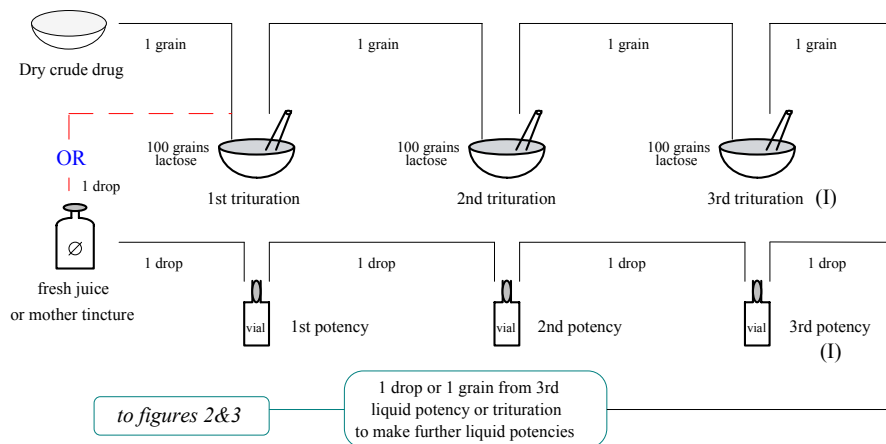 1 grain
1 grain
1 grain
1 grain
Dry crude drug
OR
1 drop
100 grains
lactose
100 grains
lactose
100 grains
lactose
1st trituration
2nd trituration
3rd trituration (I)
Ø
fresh juice
or mother tincture
1 drop
1 drop
1 drop
1 drop
vial
1st potency
vial
2nd potency
vial
3rd potency
(I)
to figures 2&3
1 drop or 1 grain from 3rd
liquid potency or trituration
to make further liquid potencies